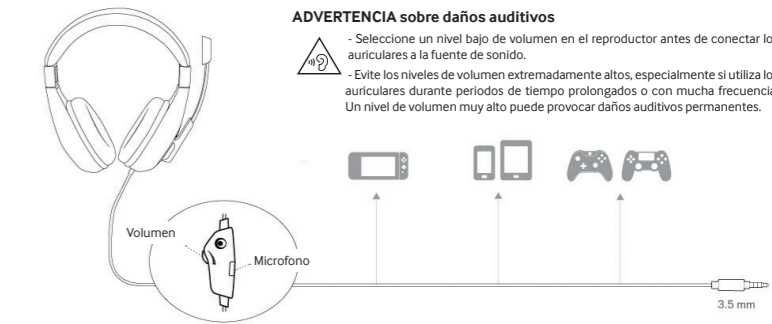 ADVERTENCIA sobre daños auditivos
- Seleccione un nivel bajo de volumen en el reproductor antes de conectar lo
auriculares a la fuente de sonido.
- Evite los niveles de volumen extremadamente altos, especialmente si utiliza lo
auriculares durante periodos de tiempo prolongados o con mucha frecuencia
Un nivel de volumen muy alto puede provocar daños auditivos permanentes.
Volumen
Microfono
3.5 mm